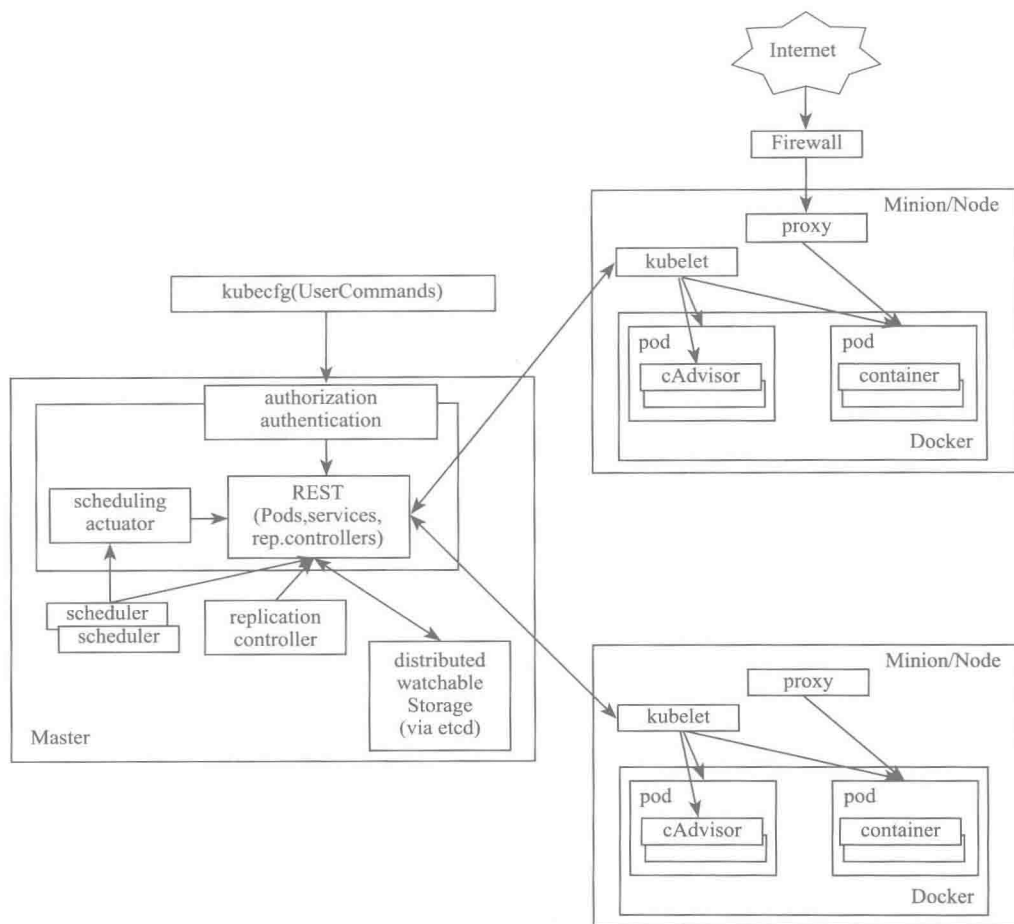 Internet
Firewall
Minion/Node
proxy
kubelet
pod
cAdvisor
pod
container
Docker
kubecfg(UserCommands)
authorization
authentication
REST
(Pods,services,
rep.controllers)
scheduling
actuator
scheduler
scheduler
replication
controller
distributed
watchable
Storage
(via etcd)
Master
Minion/Node
proxy
kubelet
pod
cAdvisor
pod
container
Docker